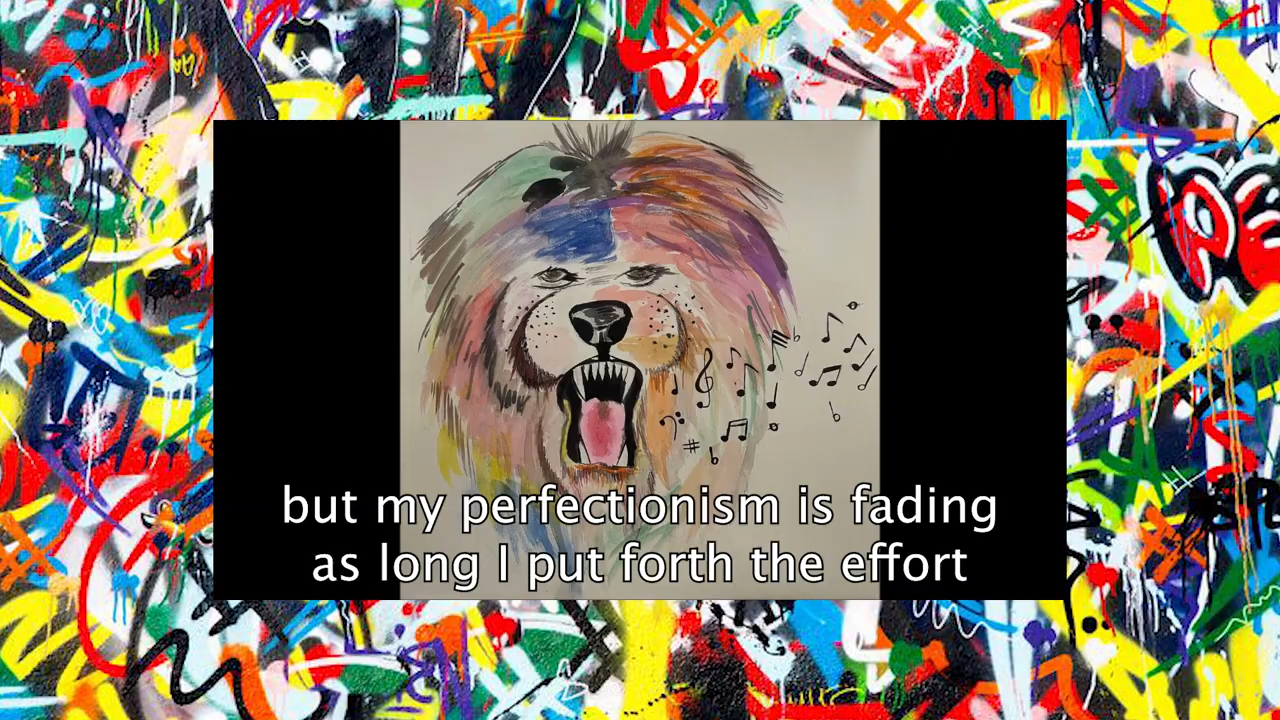 but my perfectionism is fading
as long I put forth the effort